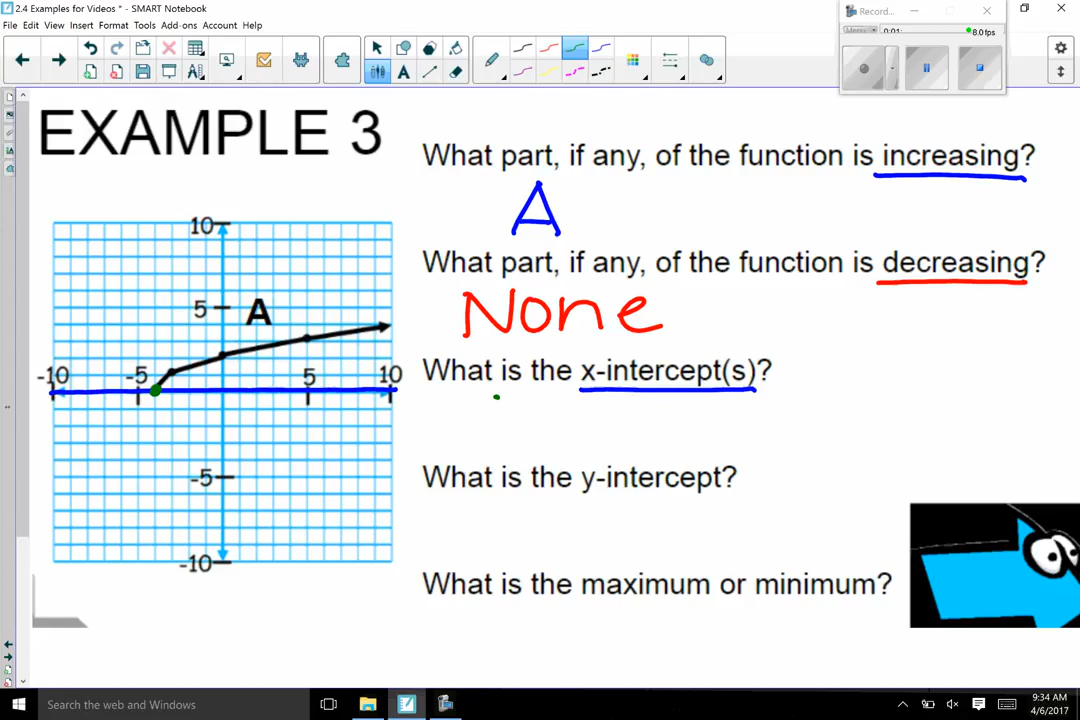 2.4 Examples for Videos * - SMART Notebook
File Edit View Insert Format Tools Add-ons Account Help
Record...
Menu
0:01:
8.0 fps
EXAMPLE 3
What part, if any, of the function is increasing?
A
What part, if any, of the function is decreasing?
None
What is the x-intercept(s)?
What is the y-intercept?
What is the maximum or minimum?
10
5
A
-10 -5 5 10
-5
-10
Search the web and Windows
9:34 AM
4/6/2017